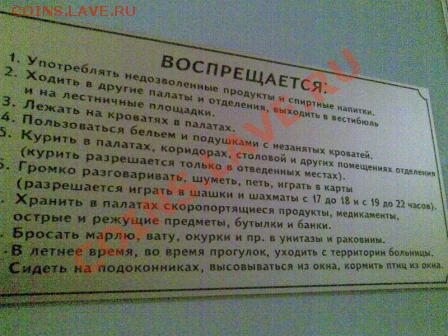 COINS.LAVE.RU
ВОСПРЕЩАЕТСЯ:
1. Употреблять недозволенные продукты и спиртные напитки.
2. Ходить в другие палаты и отделения, выходить в вестибюль
и на лестничные площадки.
3. Лежать на кроватях в палатах.
4. Пользоваться бельем и подушками с незанятых кроватей.
5. Курить в палатах, коридорах, столовой и других помещениях отделения
(курить разрешается только в отведенных местах).
6. Громко разговаривать, шуметь, петь, играть в карты
(разрешается играть в шашки и шахматы с 17 до 18 и с 19 до 22 часов).
. Хранить в палатах скоропортящиеся продукты, медикаменты,
острые и режущие предметы, бутылки и банки.
. Бросать марлю, вату, окурки и пр. в унитазы и раковины.
. В летнее время, во время прогулок, уходить с территории больницы.
Сидеть на подоконниках, высовываться из окна, кормить птиц из окна.
COINS.LAVE.RU